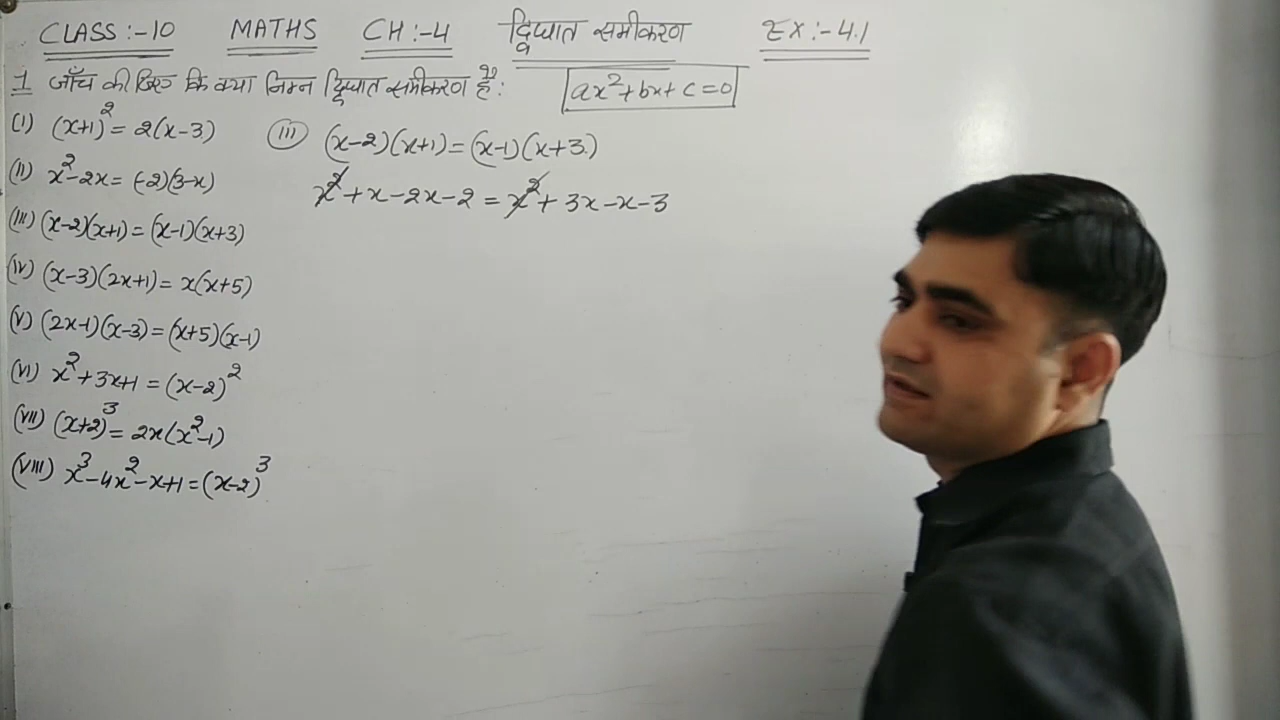 CLASS:-10 MATHS CH:-4 द्विघात समीकरण EX:-4.1
1 जाँच कीजिए कि क्या निम्न द्विघात समीकरण है: ax²+bx+c=0
(i) (x+1)² = 2(x-3)
(ii) x²-2x = (-2)(3-x)
(iii) (x-2)(x+1) = (x-1)(x+3)
(iv) (x-3)(2x+1) = x(x+5)
(v) (2x-1)(x-3) = (x+5)(x-1)
(vi) x²+3x+1 = (x-2)²
(vii) (x+2)³ = 2x(x²-1)
(viii) x³-4x²-x+1 = (x-2)³
(iii) (x-2)(x+1) = (x-1)(x+3)
x²+x-2x-2 = x²+3x-x-3